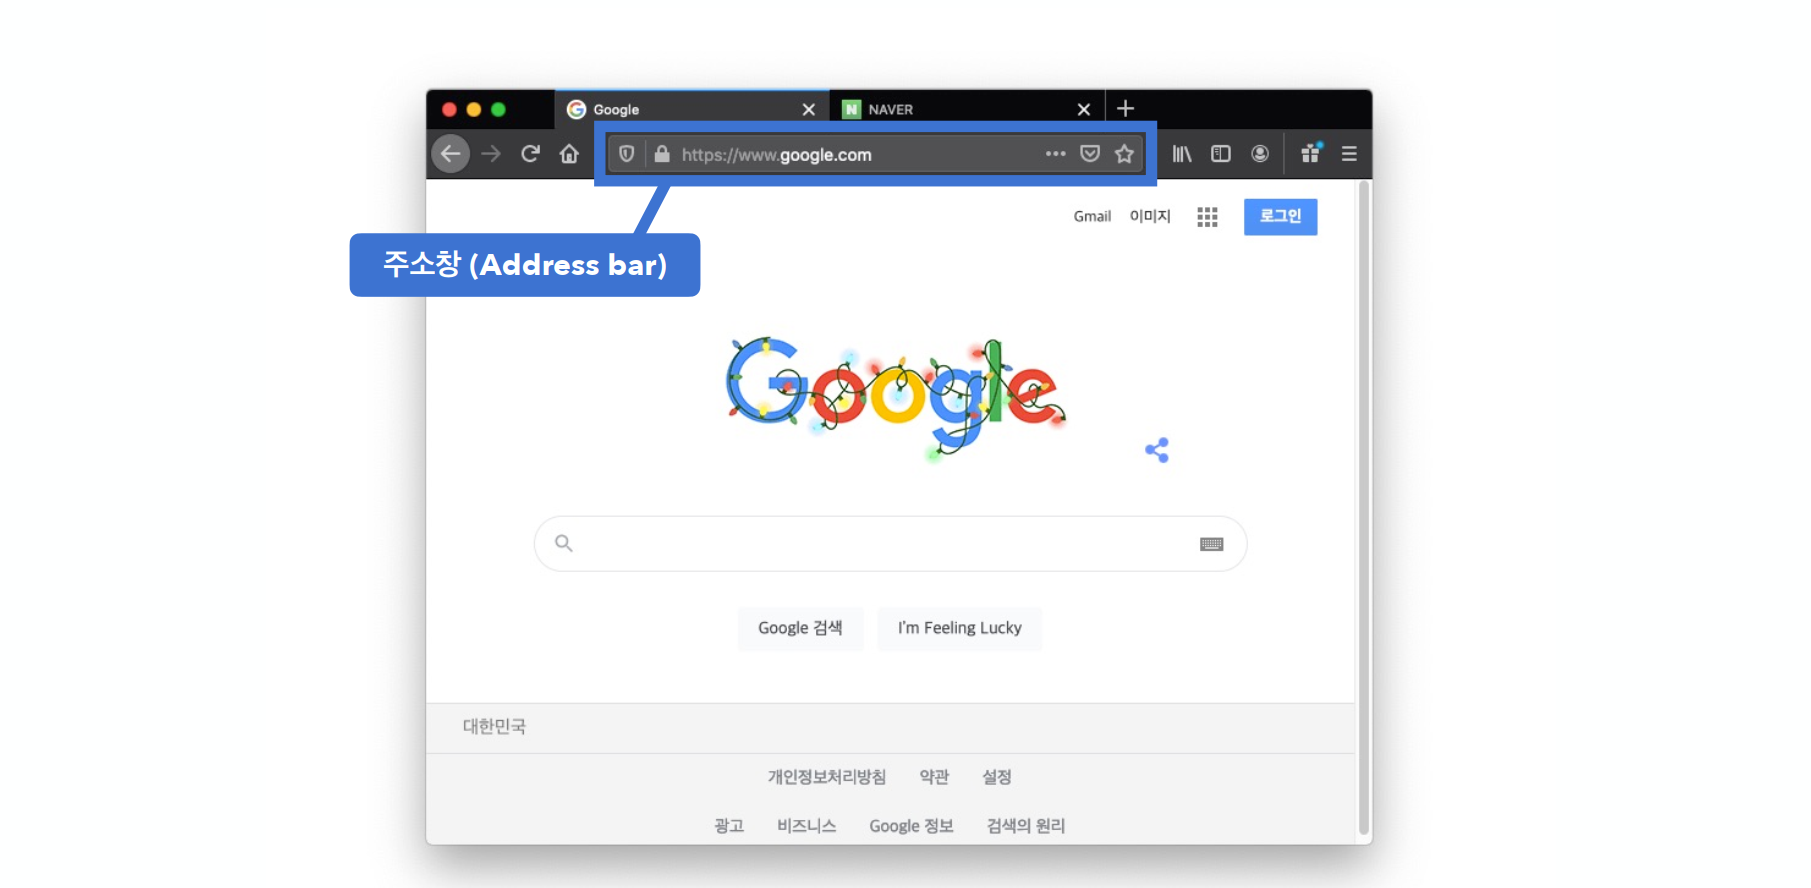 Google NAVER
https://www.google.com
Gmail 이미지 로그인
주소창 (Address bar)
Google
Google 검색 I'm Feeling Lucky
대한민국
개인정보처리방침 약관 설정
광고 비즈니스 Google 정보 검색의 원리